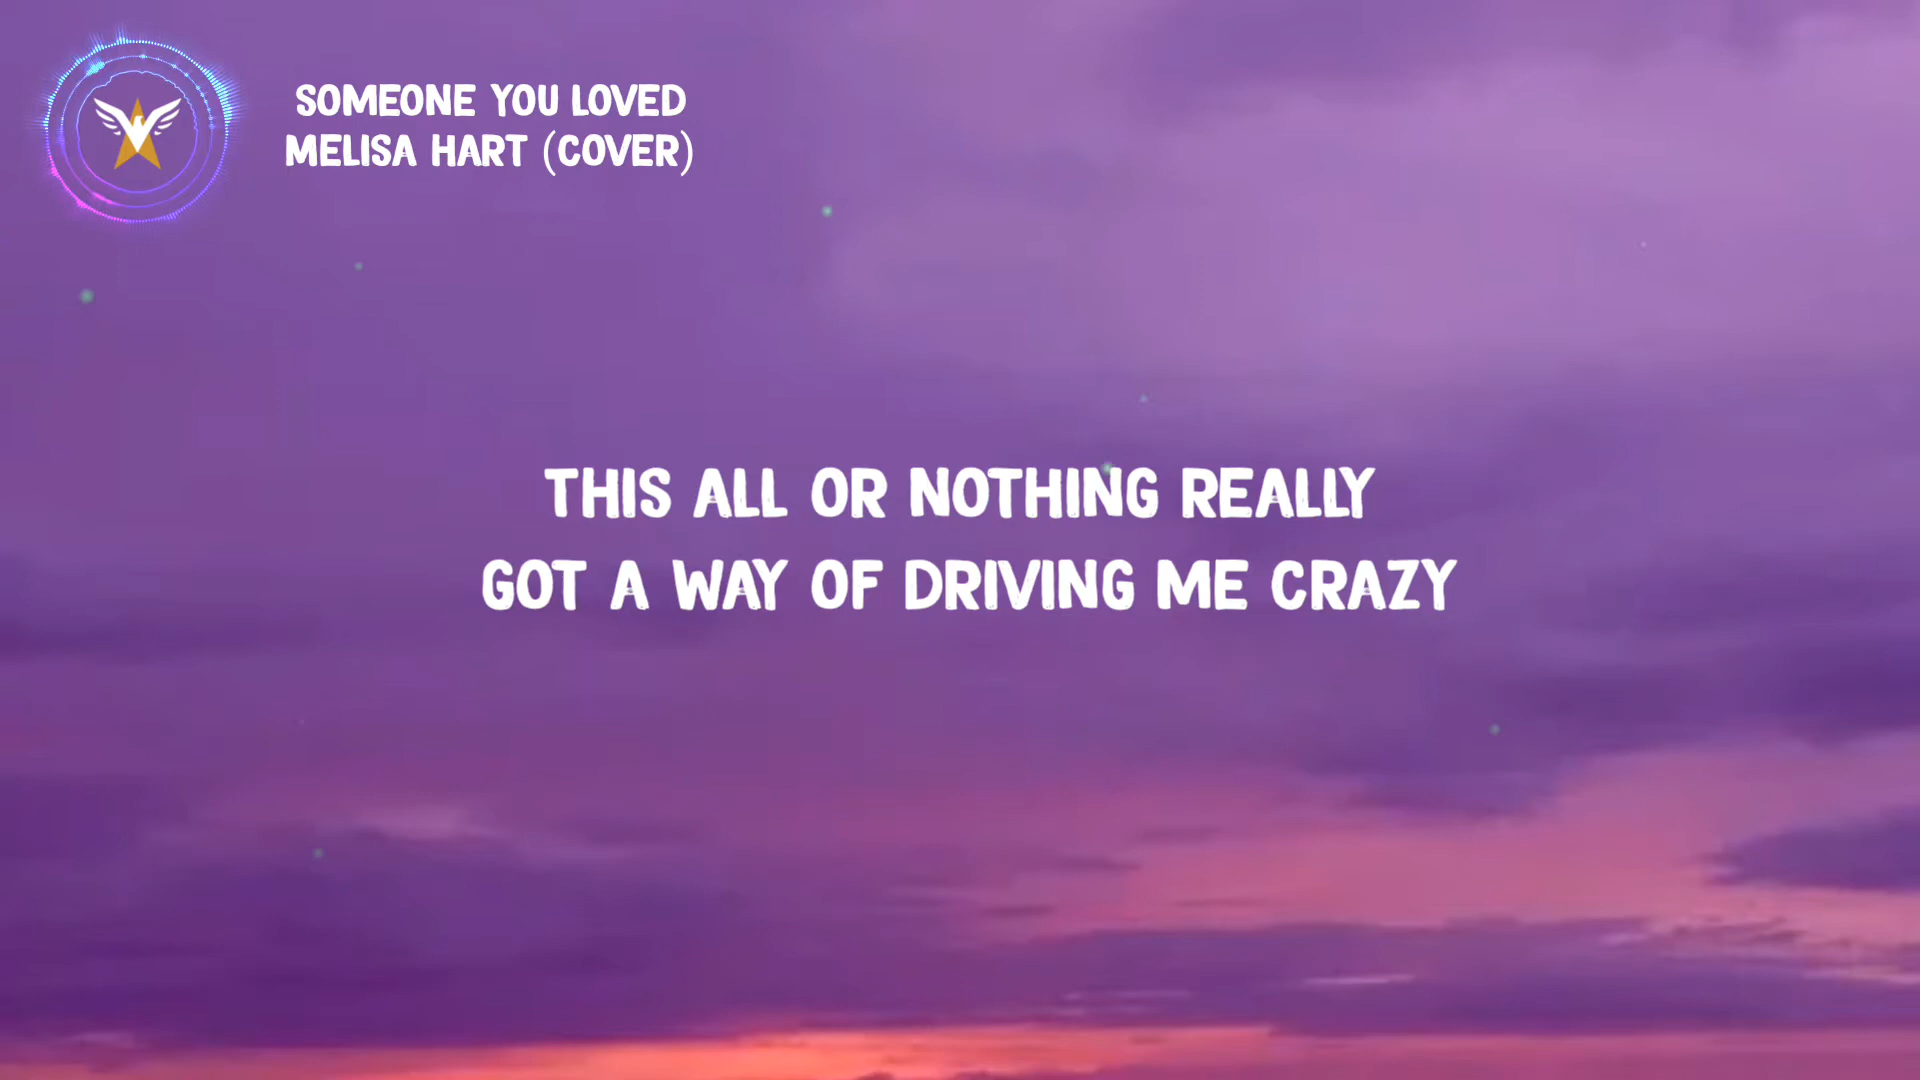 SOMEONE YOU LOVED
MELISA HART (COVER)
THIS ALL OR NOTHING REALLY
GOT A WAY OF DRIVING ME CRAZY